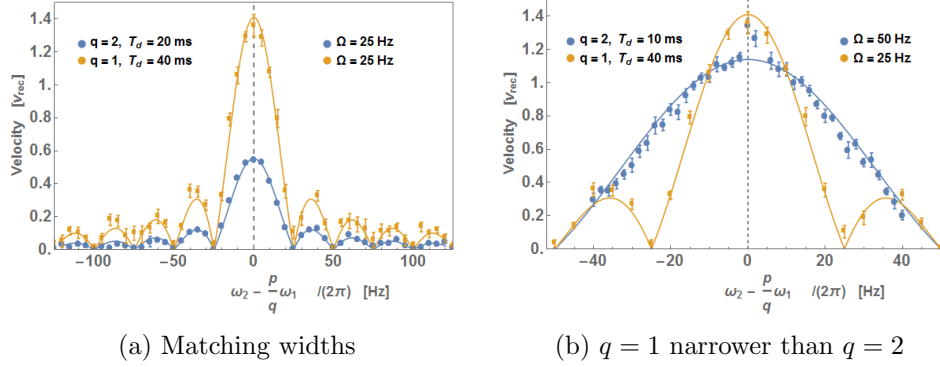 q = 2, T_d = 20 ms
q = 1, T_d = 40 ms
Ω = 25 Hz
Ω = 25 Hz
Velocity [v_rec]
1.4
1.2
1.0
0.8
0.6
0.4
0.2
0
−100 −50 0 50 100
ω₂ − p/q ω₁ /(2π) [Hz]
(a) Matching widths
q = 2, T_d = 10 ms
q = 1, T_d = 40 ms
Ω = 50 Hz
Ω = 25 Hz
Velocity [v_rec]
1.4
1.2
1.0
0.8
0.6
0.4
0.2
0
−40 −20 0 20 40
ω₂ − p/q ω₁ /(2π) [Hz]
(b) q = 1 narrower than q = 2